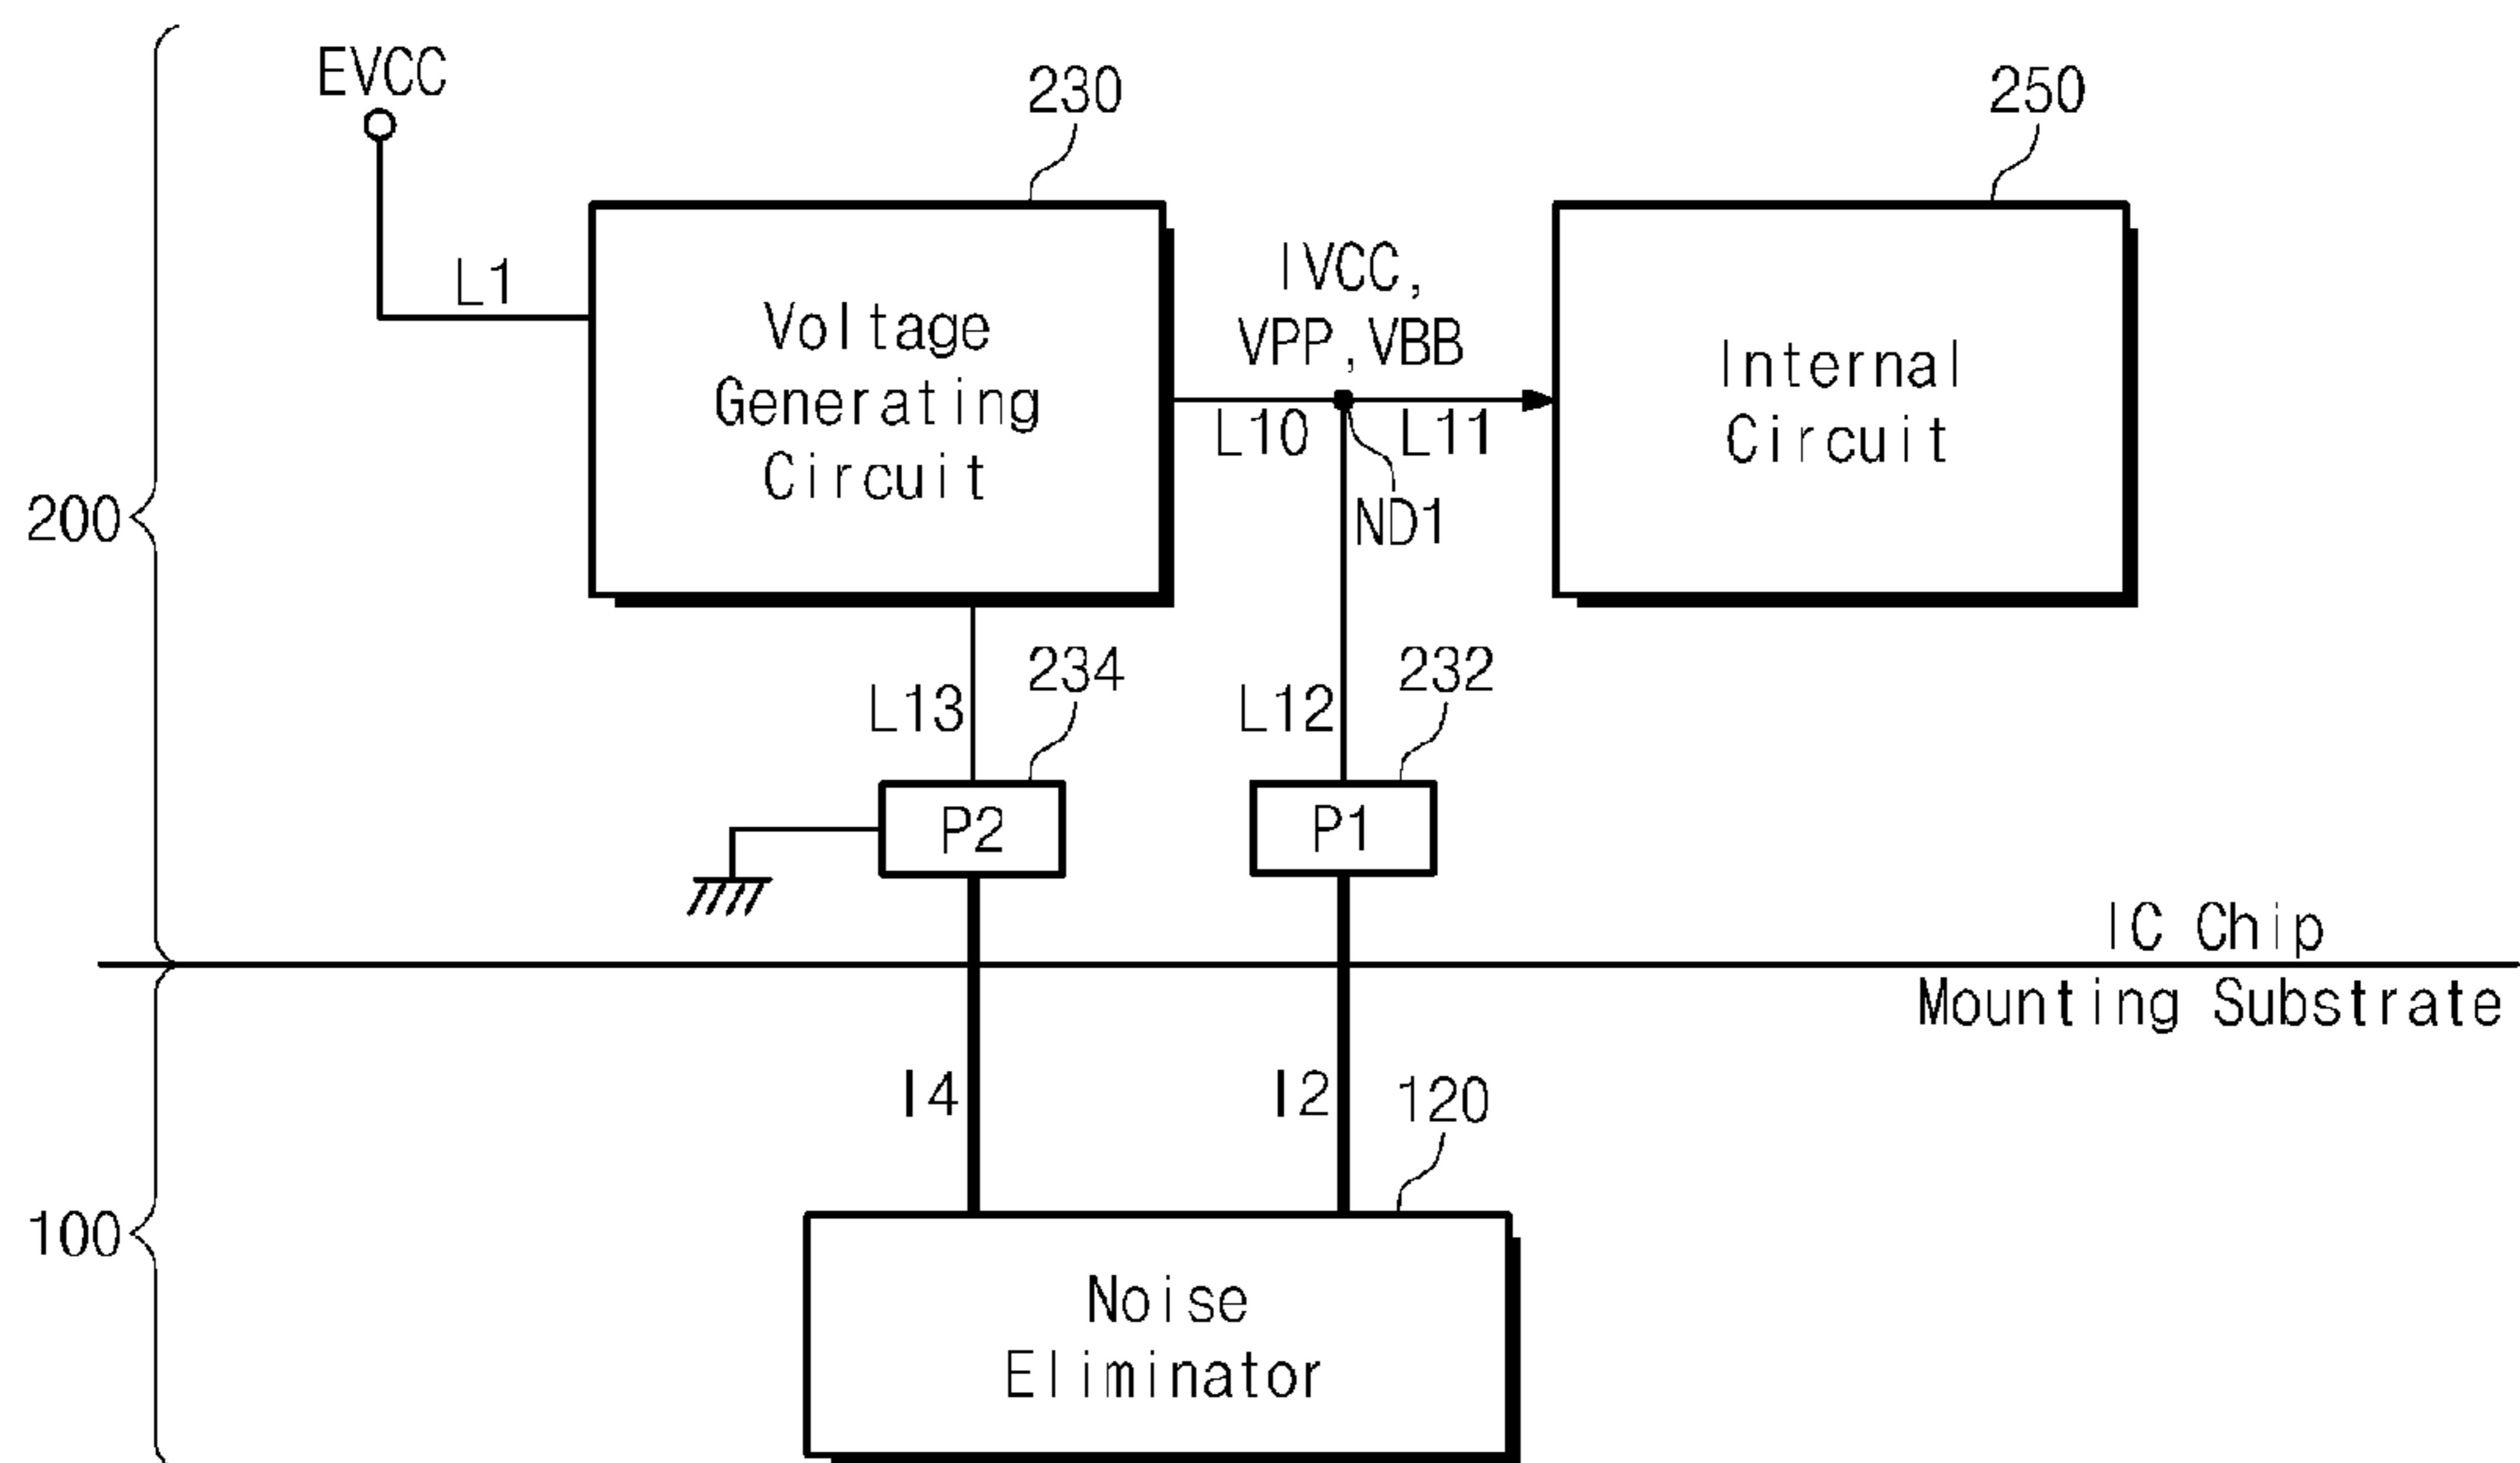 EVCC
230
250
L1
IVCC,
VPP, VBB
Voltage
Generating
Circuit
Internal
Circuit
L10
L11
ND1
200
234
232
L13
L12
P2
P1
IC Chip
Mounting Substrate
I4
I2
120
100
Noise
Eliminator